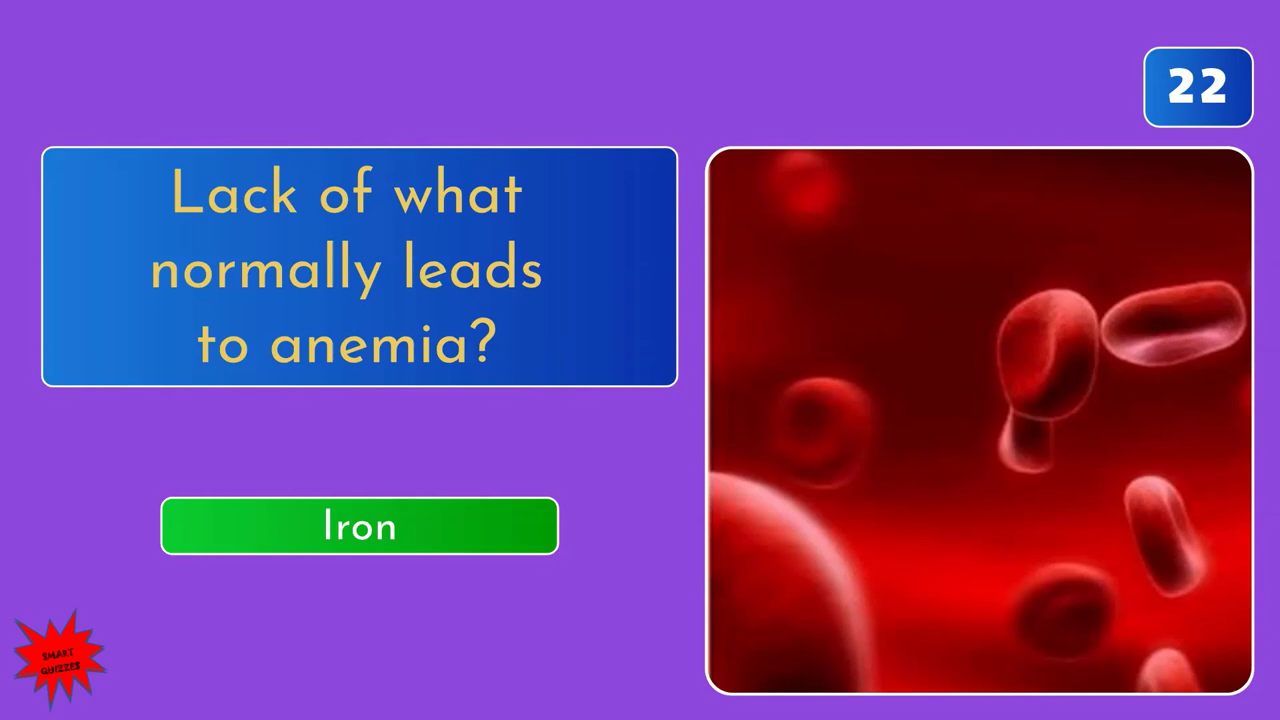 22
Lack of what
normally leads
to anemia?
Iron
SMART
QUIZZES